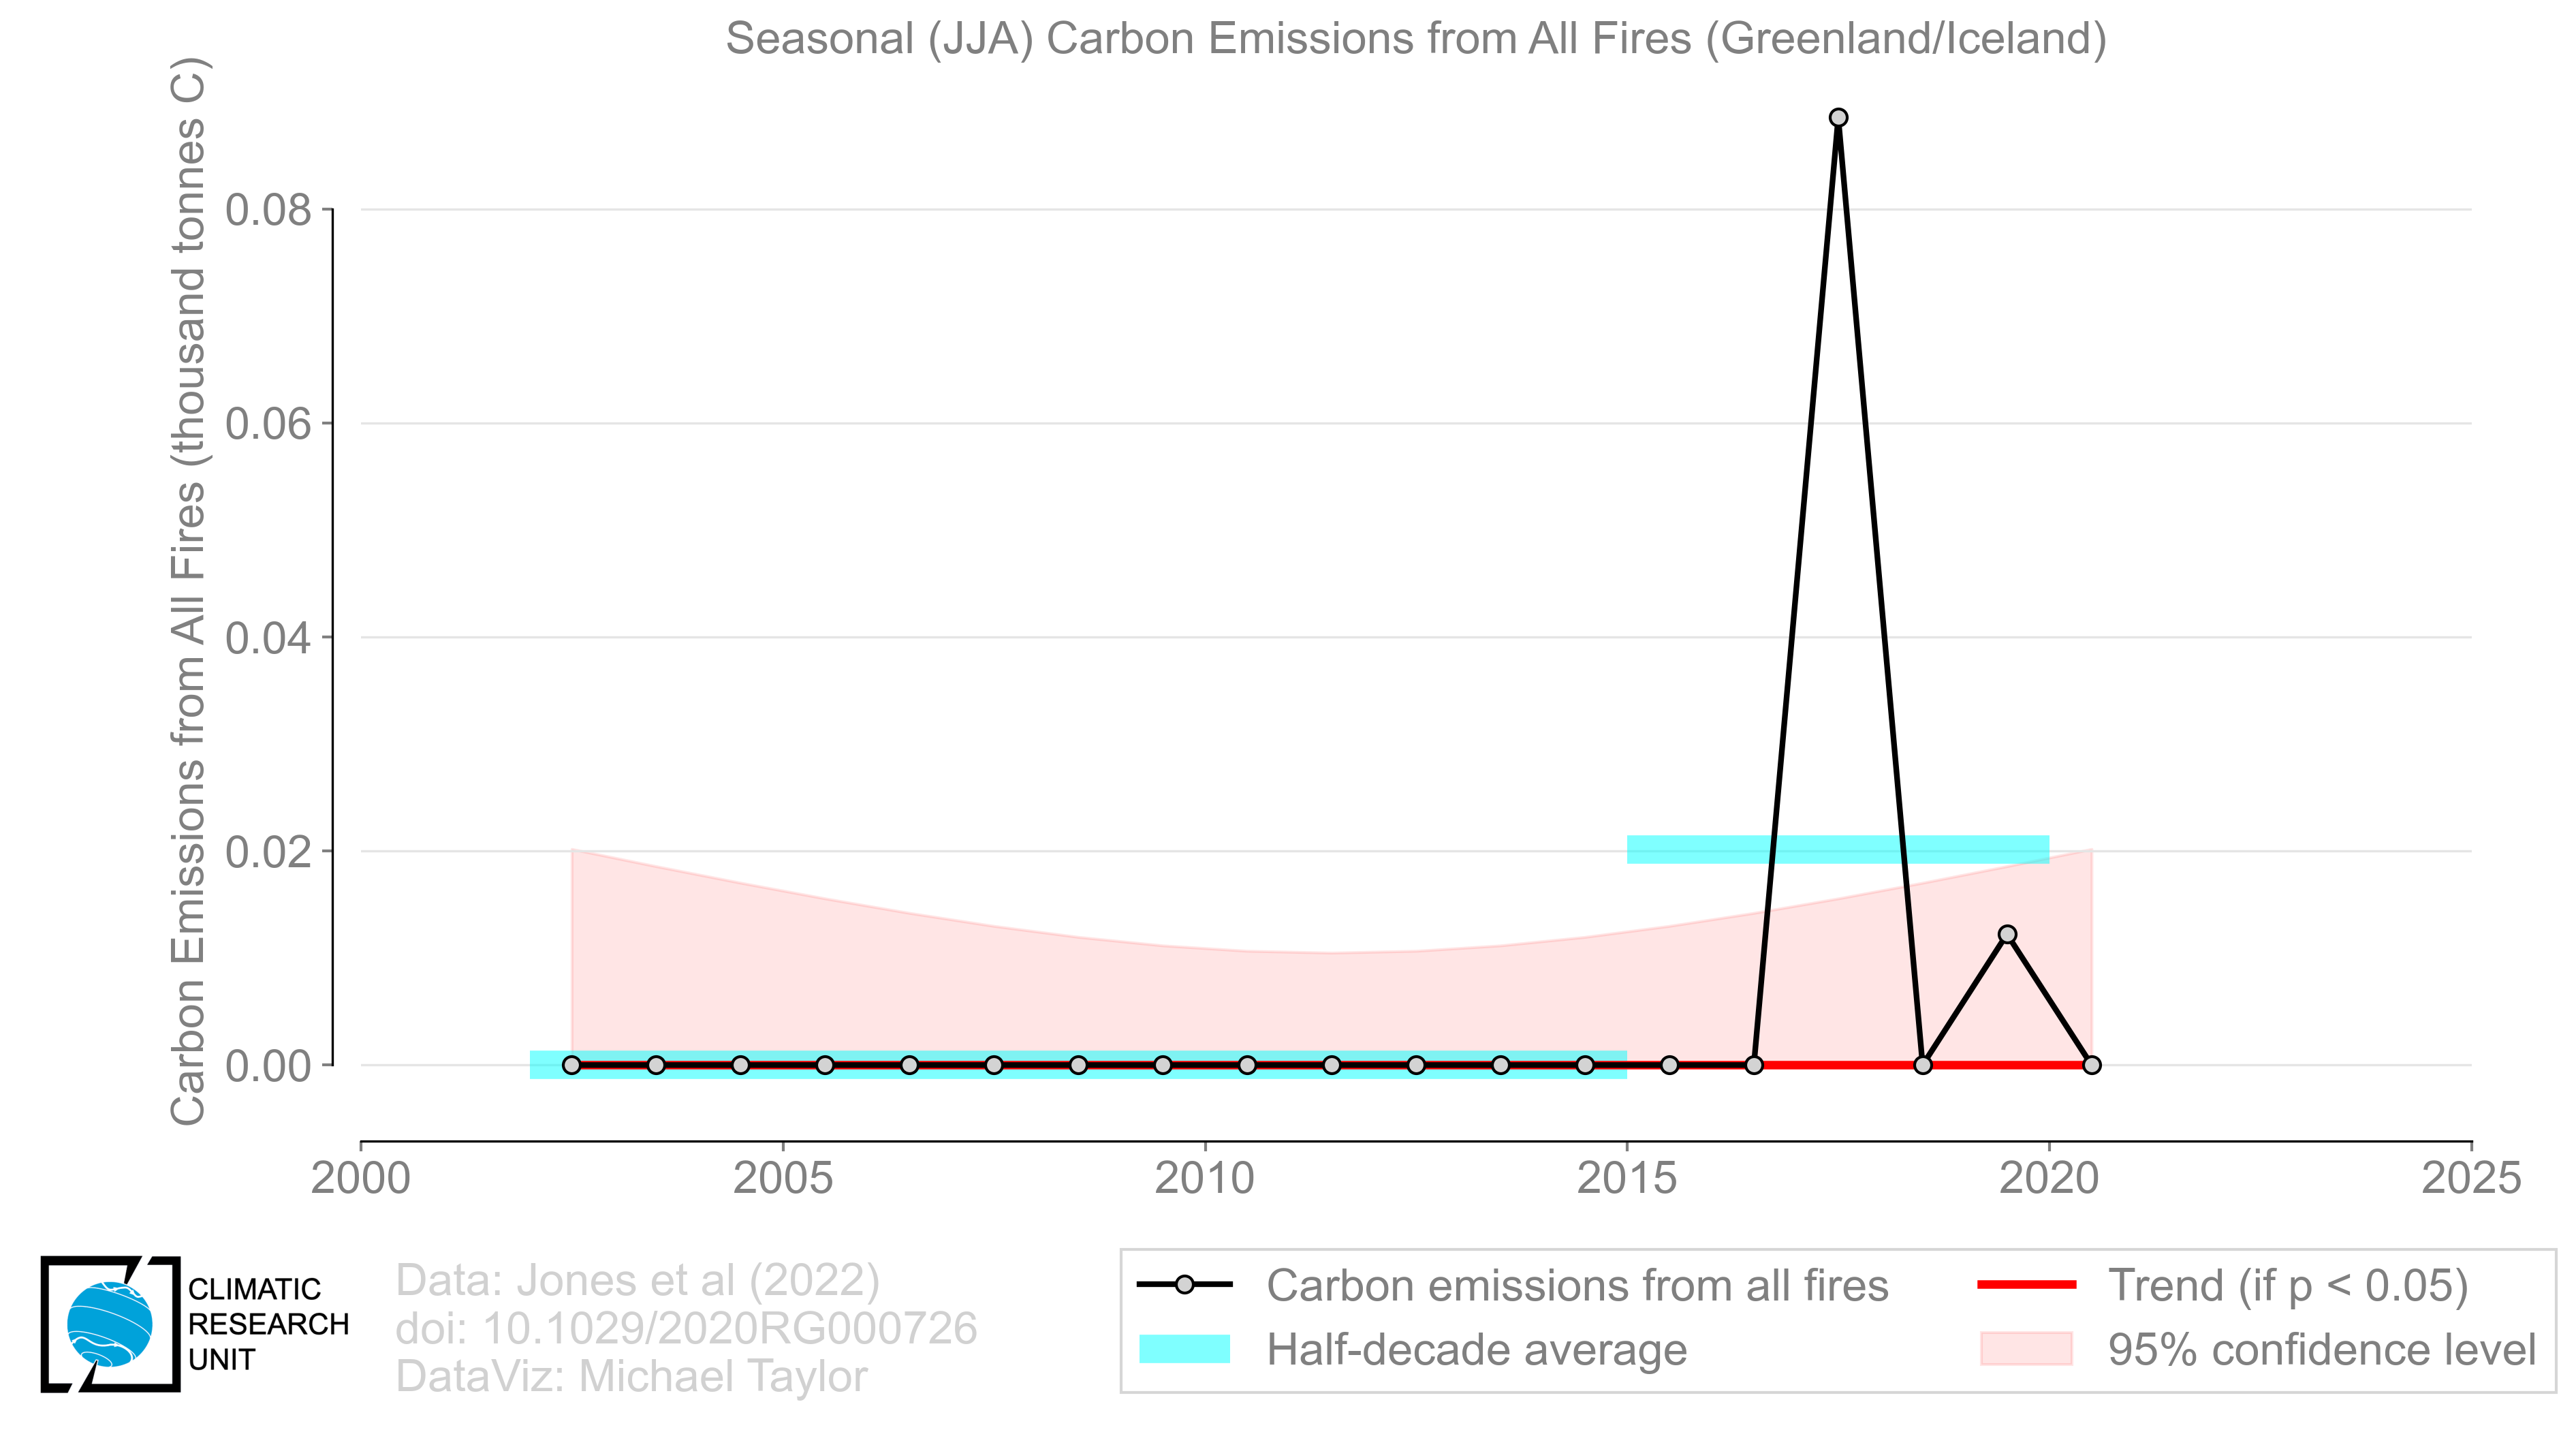 Seasonal (JJA) Carbon Emissions from All Fires (Greenland/Iceland)
Carbon Emissions from All Fires (thousand tonnes C)
0.08
0.06
0.04
0.02
0.00
2000
2005
2010
2015
2020
2025
CLIMATIC
RESEARCH
UNIT
Data: Jones et al (2022)
doi: 10.1029/2020RG000726
DataViz: Michael Taylor
Carbon emissions from all fires
Half-decade average
Trend (if p < 0.05)
95% confidence level